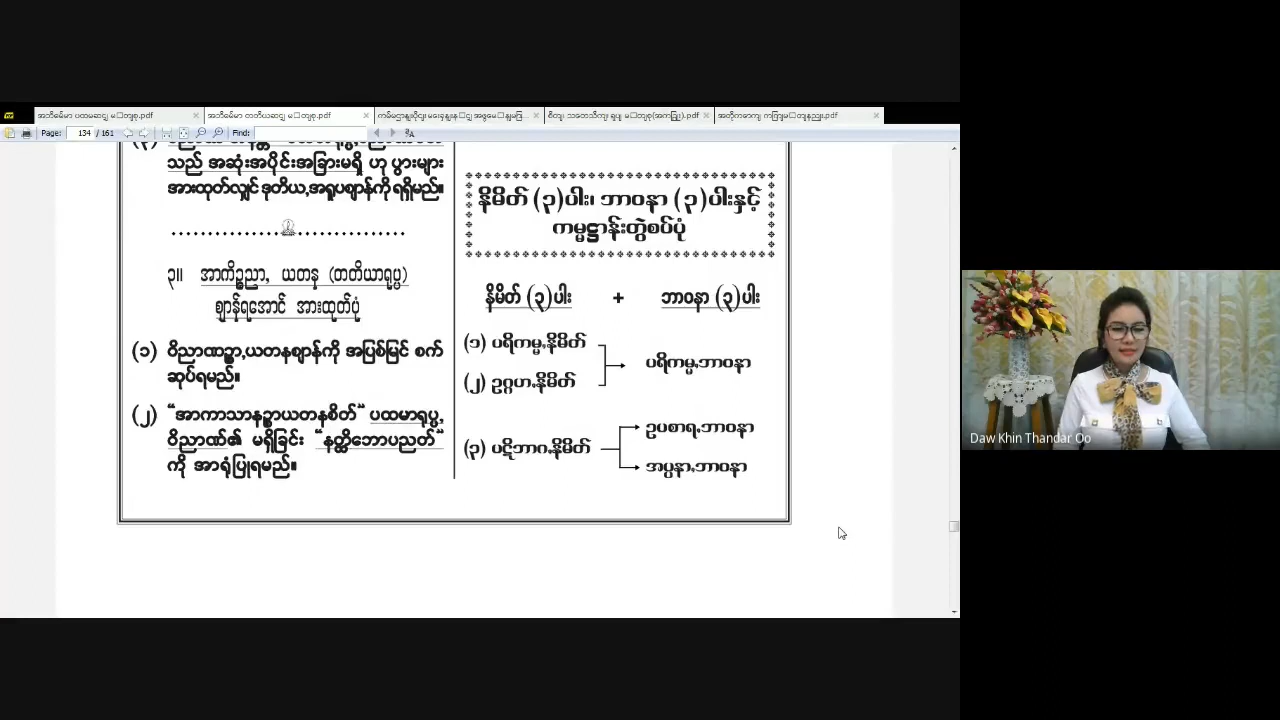 Page: 134 / 161 Find:
သည် အဆုံးအပိုင်းအခြားမရှိ ဟု ပွားများ
အားထုတ်လျှင် ဒုတိယ,အရူပဈာန်ကို ရရှိမည်။
၃။ အာကိဉ္စညာ, ယတန (တတိယာရုပ္ပ)
ဈာန်ရအောင် အားထုတ်ပုံ
(၁) ဝိညာဏဉ္စာ,ယတနဈာန်ကို အပြစ်မြင် စက်
ဆုပ်ရမည်။
(၂) "အာကာသာနဉ္စာယတနစိတ်" ပထမာရုပ္ပ,
ဝိညာဏ်၏ မရှိခြင်း "နတ္ထိဘောပညတ်"
ကို အာရုံပြုရမည်။
နိမိတ် (၃)ပါး၊ ဘာဝနာ (၃)ပါးနှင့်
ကမ္မဋ္ဌာန်းတွဲစပ်ပုံ
နိမိတ် (၃)ပါး + ဘာဝနာ (၃)ပါး
(၁) ပရိကမ္မ,နိမိတ်
ပရိကမ္မ,ဘာဝနာ
(၂) ဥဂ္ဂဟ,နိမိတ်
ဥပစာရ,ဘာဝနာ
(၃) ပဋိဘာဂ,နိမိတ်
အပ္ပနာ,ဘာဝနာ
Daw Khin Thandar Oo